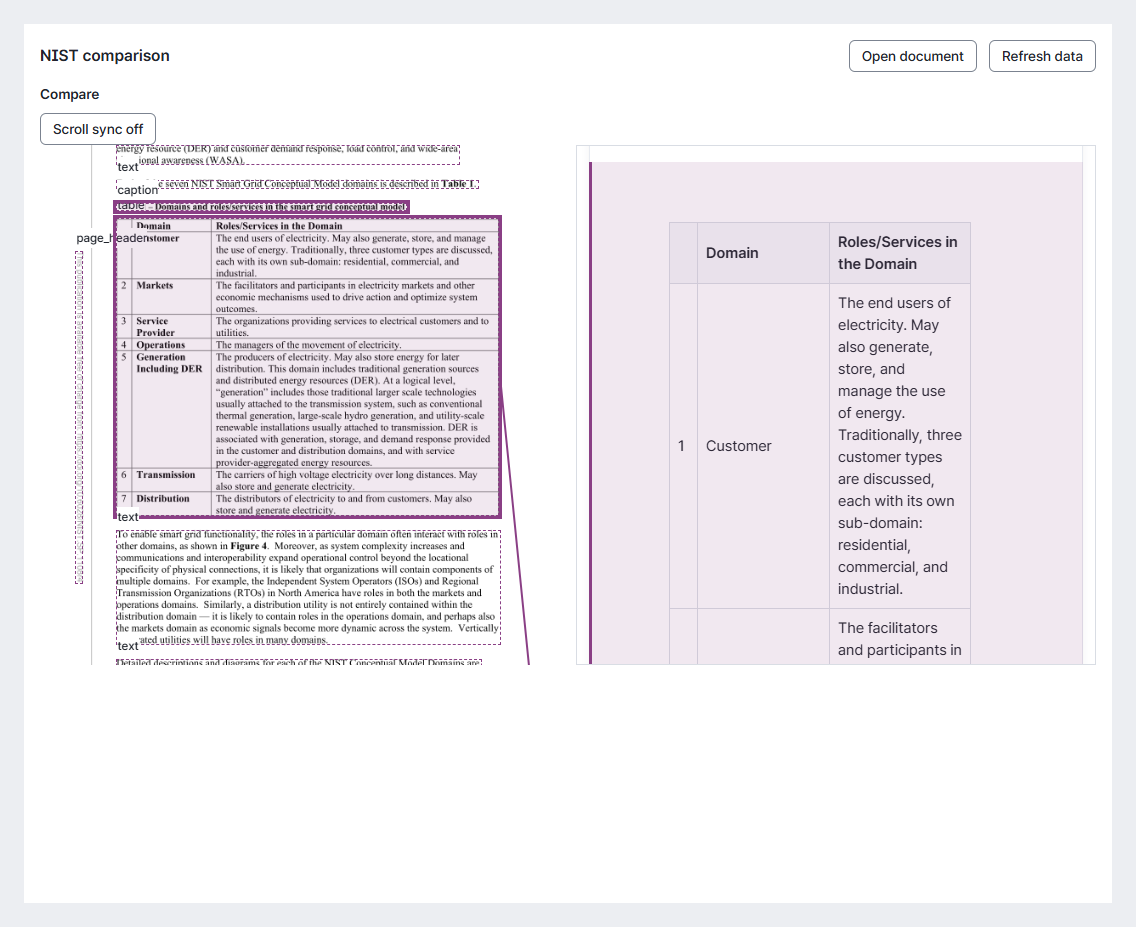 NIST comparison
Open document
Refresh data
Compare
Scroll sync off
energy resource (DER) and customer demand response, load control, and wide-area
text
ional awareness (WASA).
caption
e seven NIST Smart Grid Conceptual Model domains is described in Table 1.
table
– Domains and roles/services in the smart grid conceptual model
Domain Roles/Services in the Domain
page_header
ustomer The end users of electricity. May also generate, store, and manage
the use of energy. Traditionally, three customer types are discussed,
each with its own sub-domain: residential, commercial, and
industrial.
2 Markets The facilitators and participants in electricity markets and other
economic mechanisms used to drive action and optimize system
outcomes.
3 Service The organizations providing services to electrical customers and to
Provider utilities.
4 Operations The managers of the movement of electricity.
5 Generation The producers of electricity. May also store energy for later
Including DER distribution. This domain includes traditional generation sources
and distributed energy resources (DER). At a logical level,
“generation” includes those traditional larger scale technologies
usually attached to the transmission system, such as conventional
thermal generation, large-scale hydro generation, and utility-scale
renewable installations usually attached to transmission. DER is
associated with generation, storage, and demand response provided
in the customer and distribution domains, and with service
provider-aggregated energy resources.
6 Transmission The carriers of high voltage electricity over long distances. May
also store and generate electricity.
7 Distribution The distributors of electricity to and from customers. May also
store and generate electricity.
text
To enable smart grid functionality, the roles in a particular domain often interact with roles in
other domains, as shown in Figure 4. Moreover, as system complexity increases and
communications and interoperability expand operational control beyond the locational
specificity of physical connections, it is likely that organizations will contain components of
multiple domains. For example, the Independent System Operators (ISOs) and Regional
Transmission Organizations (RTOs) in North America have roles in both the markets and
operations domains. Similarly, a distribution utility is not entirely contained within the
distribution domain — it is likely to contain roles in the operations domain, and perhaps also
the markets domain as economic signals become more dynamic across the system. Vertically
ated utilities will have roles in many domains.
text
Detailed descriptions and diagrams for each of the NIST Conceptual Model Domains are
Domain
Roles/Services in
the Domain
1
Customer
The end users of
electricity. May
also generate,
store, and
manage the use
of energy.
Traditionally, three
customer types
are discussed,
each with its own
sub-domain:
residential,
commercial, and
industrial.
The facilitators
and participants in